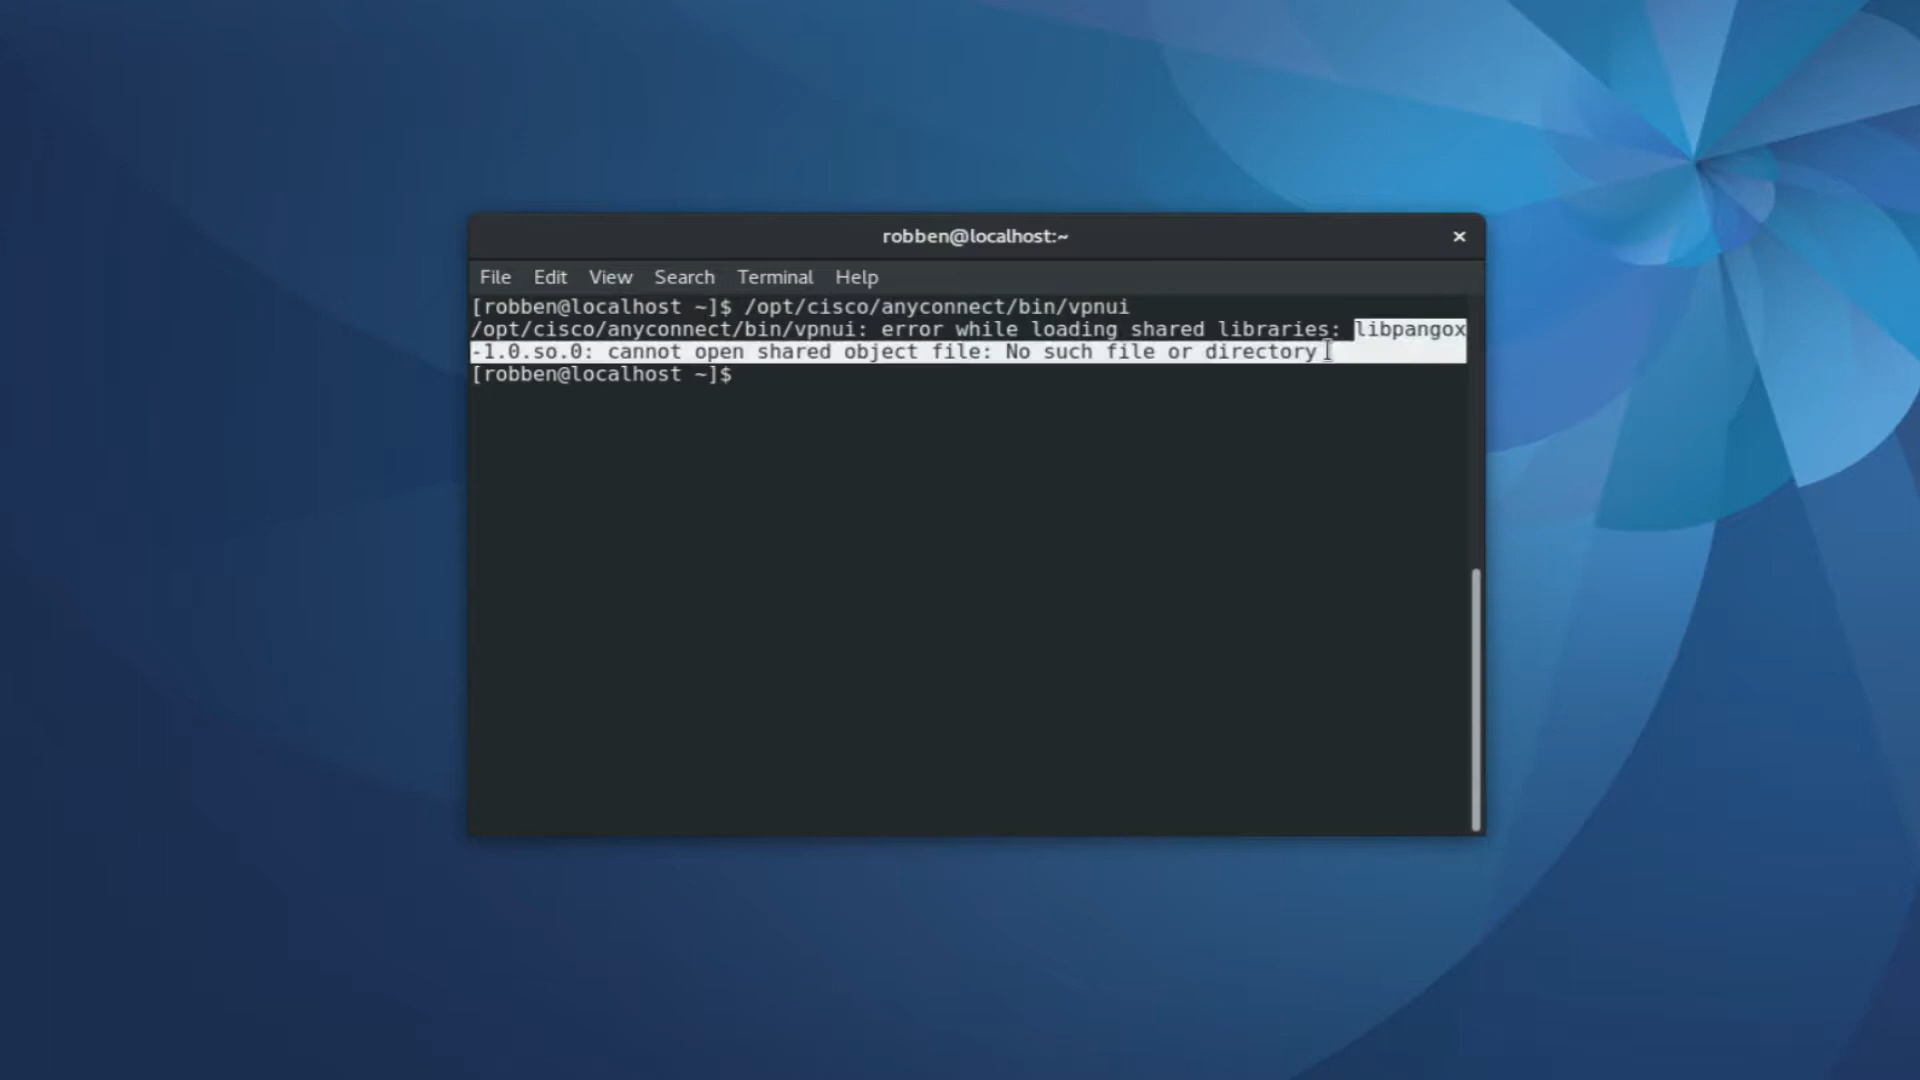 robben@localhost:~
×
File Edit View Search Terminal Help
[robben@localhost ~]$ /opt/cisco/anyconnect/bin/vpnui
/opt/cisco/anyconnect/bin/vpnui: error while loading shared libraries: libpangox
-1.0.so.0: cannot open shared object file: No such file or directory
[robben@localhost ~]$